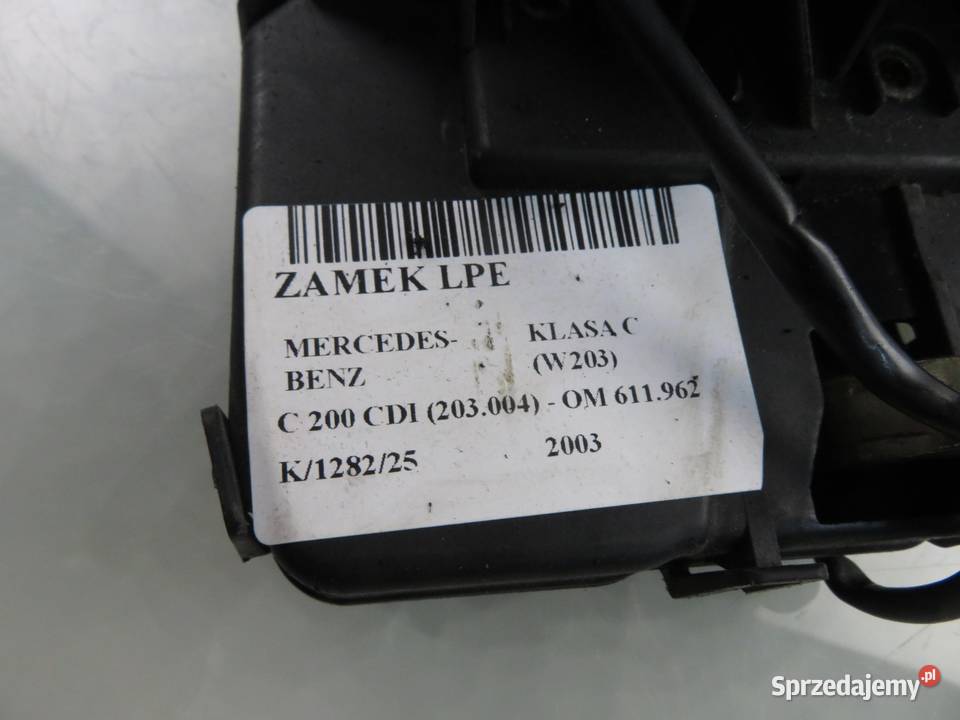 ZAMEK LPE
MERCEDES- KLASA C
BENZ (W203)
C 200 CDI (203.004) - OM 611.962
K/1282/25 2003
Sprzedajemy.pl